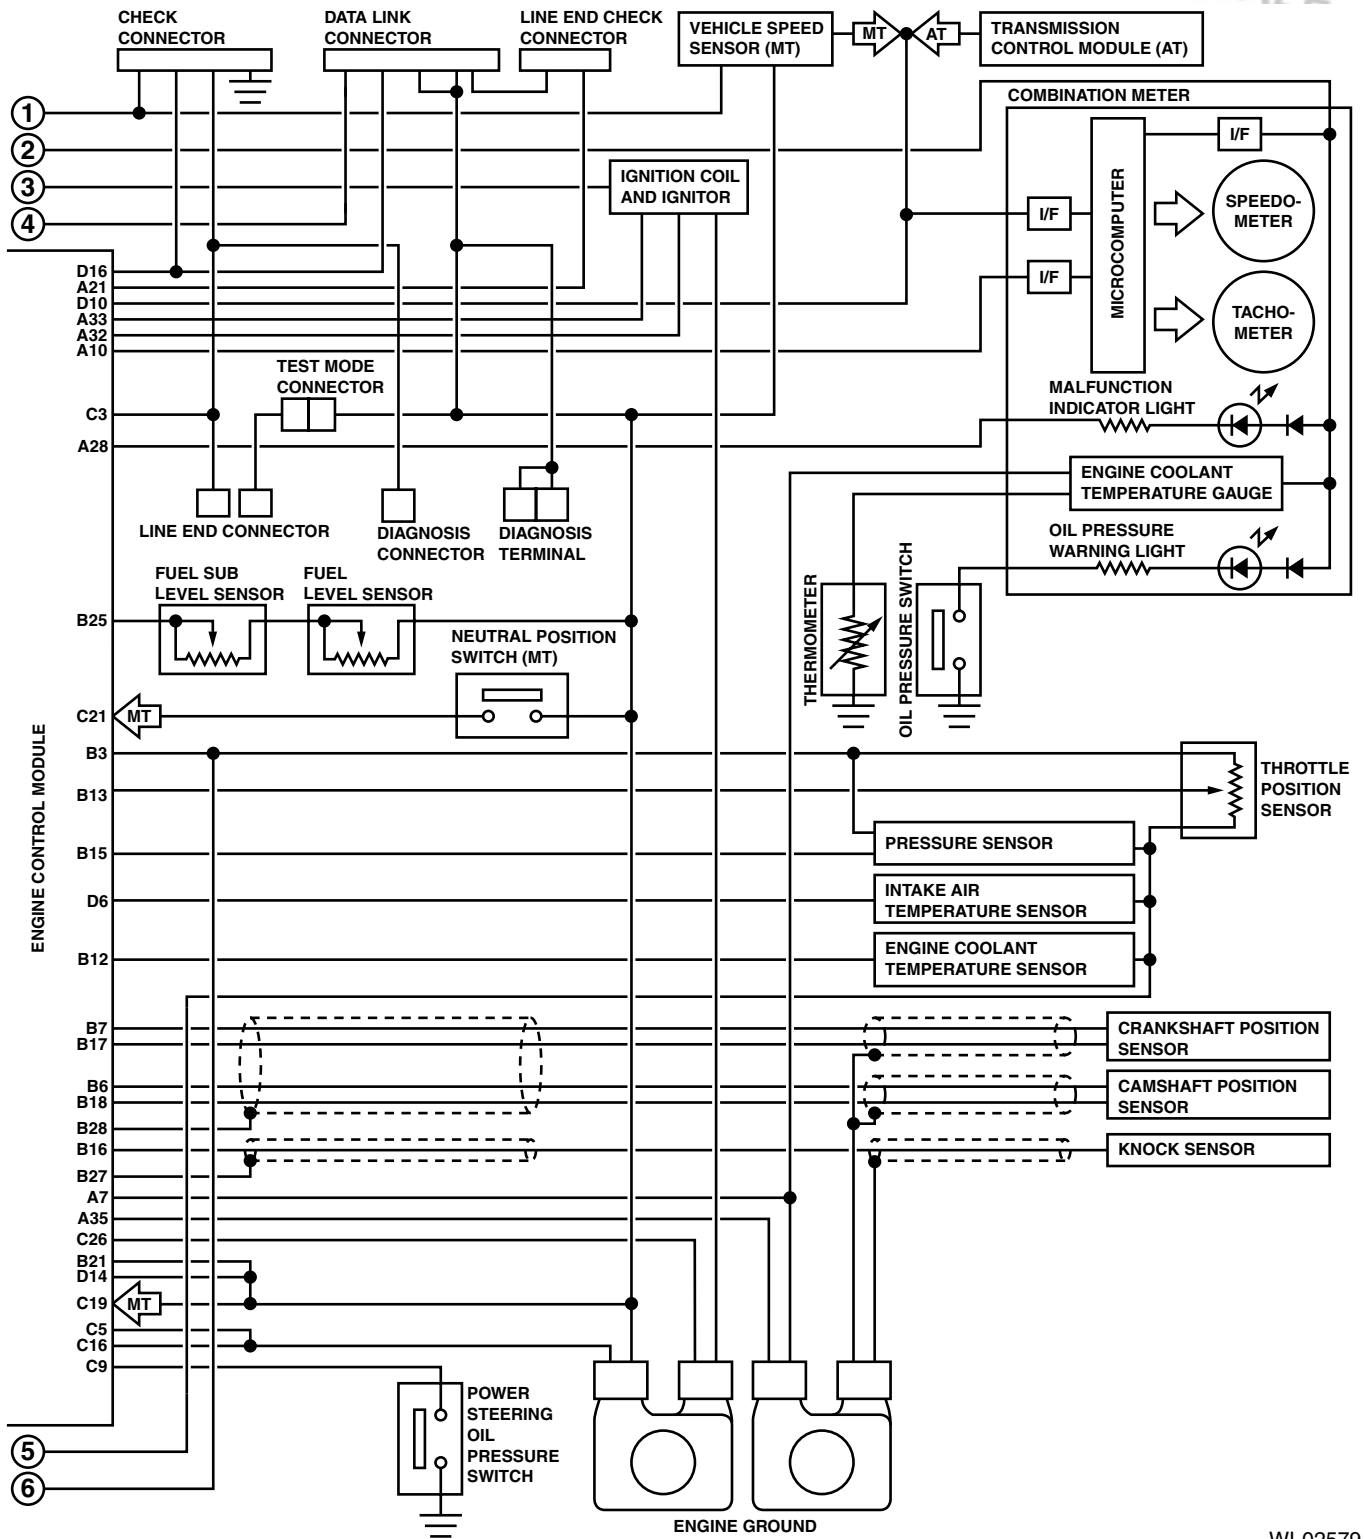 CHECK
CONNECTOR
DATA LINK
CONNECTOR
LINE END CHECK
CONNECTOR
VEHICLE SPEED
SENSOR (MT)
MT
AT
TRANSMISSION
CONTROL MODULE (AT)
COMBINATION METER
1
2
3
4
IGNITION COIL
AND IGNITOR
I/F
I/F
I/F
MICROCOMPUTER
SPEEDO-
METER
TACHO-
METER
D16
A21
D10
A33
A32
A10
TEST MODE
CONNECTOR
C3
A28
MALFUNCTION
INDICATOR LIGHT
ENGINE COOLANT
TEMPERATURE GAUGE
OIL PRESSURE
WARNING LIGHT
LINE END CONNECTOR
DIAGNOSIS
CONNECTOR
DIAGNOSIS
TERMINAL
FUEL SUB
LEVEL SENSOR
FUEL
LEVEL SENSOR
B25
NEUTRAL POSITION
SWITCH (MT)
THERMOMETER
OIL PRESSURE SWITCH
C21
MT
ENGINE CONTROL MODULE
B3
B13
THROTTLE
POSITION
SENSOR
PRESSURE SENSOR
B15
INTAKE AIR
TEMPERATURE SENSOR
D6
ENGINE COOLANT
TEMPERATURE SENSOR
B12
B7
B17
CRANKSHAFT POSITION
SENSOR
B6
B18
CAMSHAFT POSITION
SENSOR
B28
B16
KNOCK SENSOR
B27
A7
A35
C26
B21
D14
C19
MT
C5
C16
C9
POWER
STEERING
OIL
PRESSURE
SWITCH
5
6
ENGINE GROUND